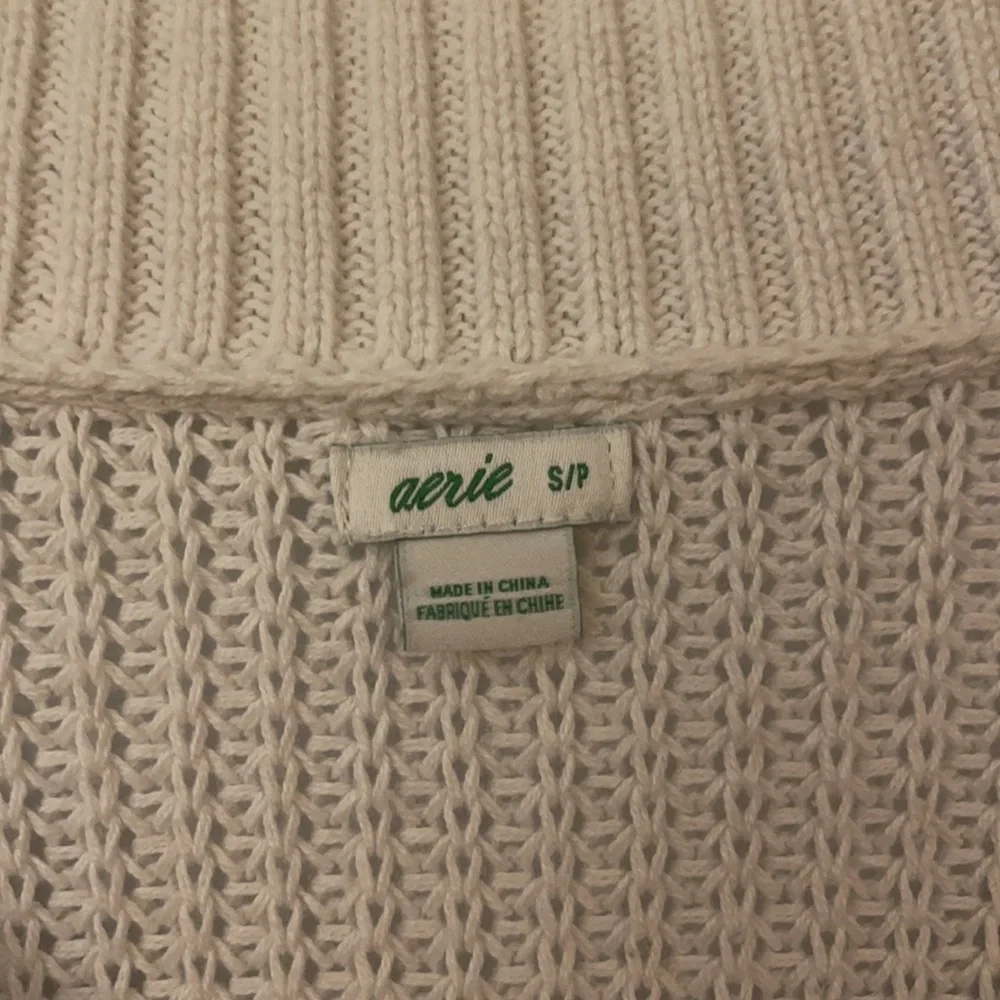 aerie S/P
MADE IN CHINA
FABRIQUÉ EN CHINE